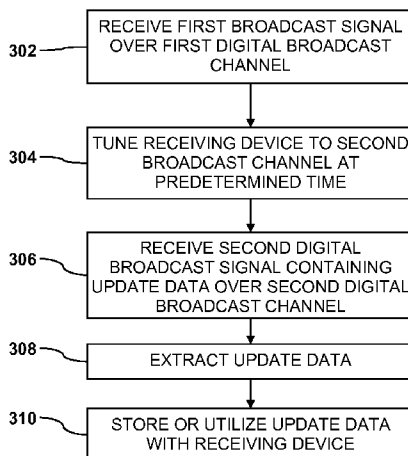 302
RECEIVE FIRST BROADCAST SIGNAL
OVER FIRST DIGITAL BROADCAST
CHANNEL
304
TUNE RECEIVING DEVICE TO SECOND
BROADCAST CHANNEL AT
PREDETERMINED TIME
306
RECEIVE SECOND DIGITAL
BROADCAST SIGNAL CONTAINING
UPDATE DATA OVER SECOND DIGITAL
BROADCAST CHANNEL
308
EXTRACT UPDATE DATA
310
STORE OR UTILIZE UPDATE DATA
WITH RECEIVING DEVICE